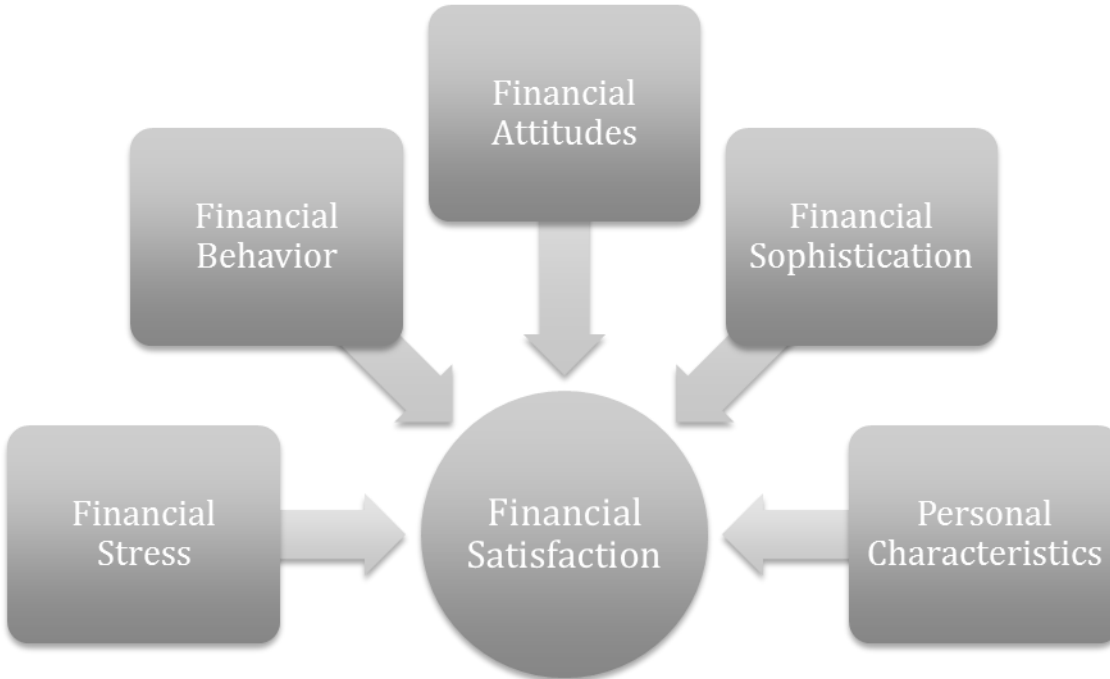 Financial
Attitudes
Financial
Behavior
Financial
Sophistication
Financial
Stress
Financial
Satisfaction
Personal
Characteristics